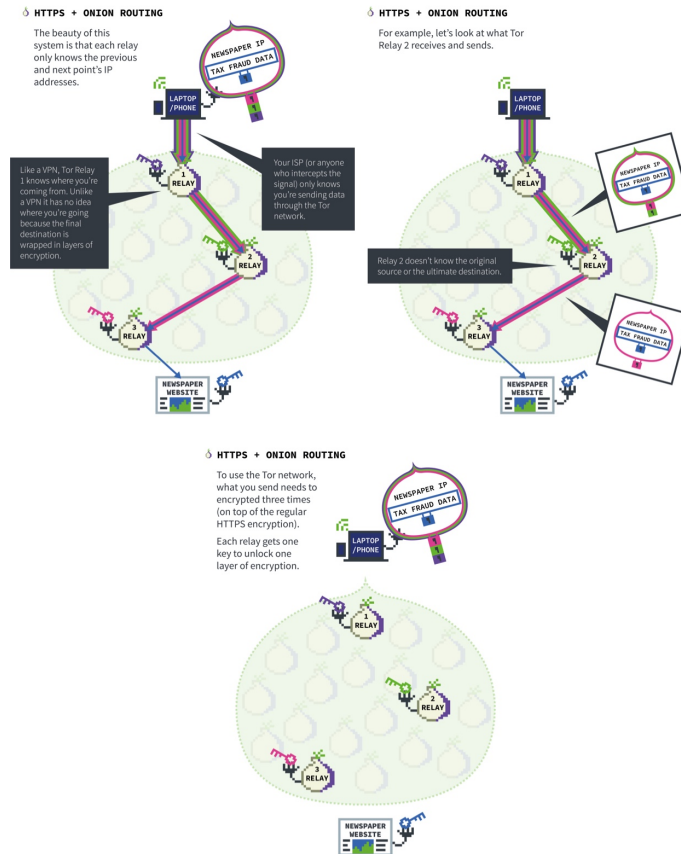 HTTPS + ONION ROUTING
The beauty of this
system is that each relay
only knows the previous
and next point's IP
addresses.
NEWSPAPER IP
TAX FRAUD DATA
LAPTOP
/PHONE
Like a VPN, Tor Relay
1 knows where you're
coming from. Unlike
a VPN it has no idea
where you're going
because the final
destination is
wrapped in layers of
encryption.
Your ISP (or anyone
who intercepts the
signal) only knows
you're sending data
through the Tor
network.
1
RELAY
2
RELAY
3
RELAY
NEWSPAPER
WEBSITE
HTTPS + ONION ROUTING
For example, let's look at what Tor
Relay 2 receives and sends.
LAPTOP
/PHONE
1
RELAY
NEWSPAPER IP
TAX FRAUD DATA
Relay 2 doesn't know the original
source or the ultimate destination.
2
RELAY
3
RELAY
NEWSPAPER IP
TAX FRAUD DATA
NEWSPAPER
WEBSITE
HTTPS + ONION ROUTING
To use the Tor network,
what you send needs to
encrypted three times
(on top of the regular
HTTPS encryption).
Each relay gets one
key to unlock one
layer of encryption.
NEWSPAPER IP
TAX FRAUD DATA
LAPTOP
/PHONE
1
RELAY
2
RELAY
3
RELAY
NEWSPAPER
WEBSITE